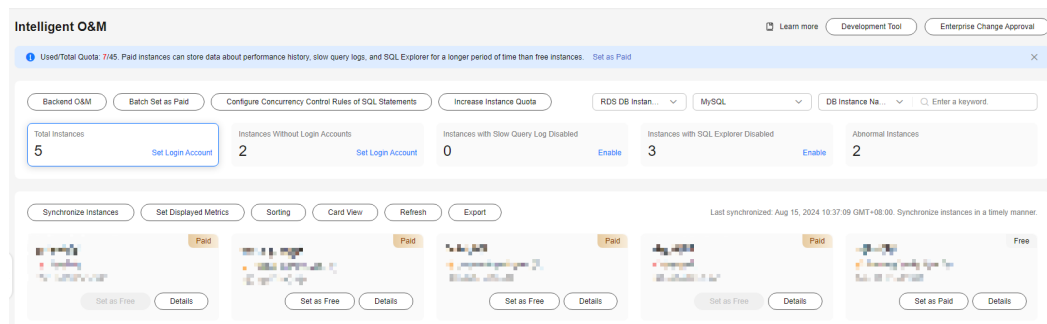 Intelligent O&M
Learn more
Development Tool
Enterprise Change Approval
Used/Total Quota: 7/45. Paid instances can store data about performance history, slow query logs, and SQL Explorer for a longer period of time than free instances. Set as Paid
Backend O&M
Batch Set as Paid
Configure Concurrency Control Rules of SQL Statements
Increase Instance Quota
RDS DB Instan...
MySQL
DB Instance Na...
Enter a keyword.
Total Instances
5
Set Login Account
Instances Without Login Accounts
2
Set Login Account
Instances with Slow Query Log Disabled
0
Enable
Instances with SQL Explorer Disabled
3
Enable
Abnormal Instances
2
Synchronize Instances
Set Displayed Metrics
Sorting
Card View
Refresh
Export
Last synchronized: Aug 15, 2024 10:37:09 GMT+08:00. Synchronize instances in a timely manner.
Paid
Set as Free
Details
Paid
Set as Free
Details
Paid
Set as Free
Details
Paid
Set as Free
Details
Free
Set as Paid
Details